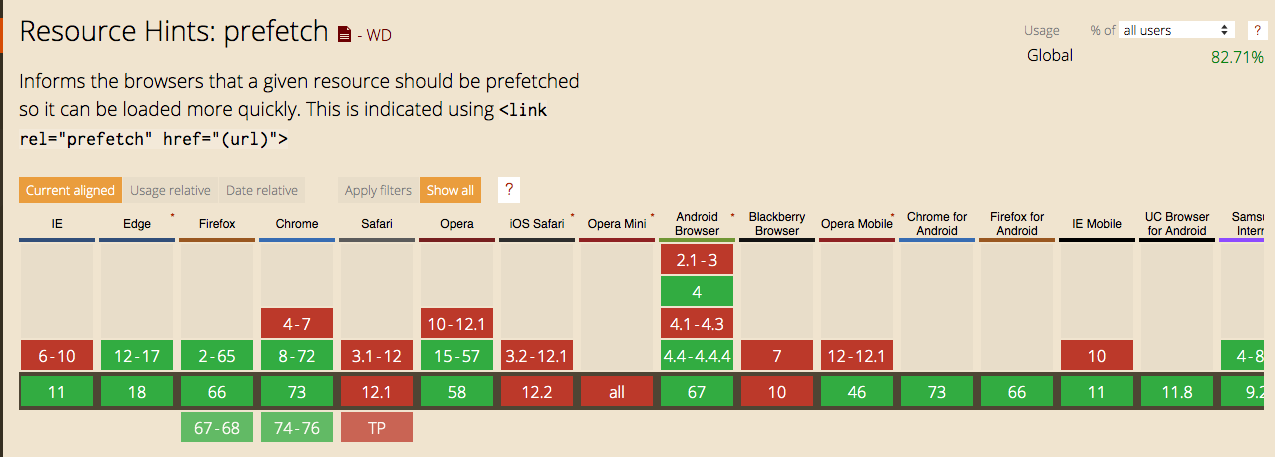 Resource Hints: prefetch - WD
Usage % of all users ?
Global 82.71%
Informs the browsers that a given resource should be prefetched
so it can be loaded more quickly. This is indicated using <link
rel="prefetch" href="(url)">
Current aligned Usage relative Date relative Apply filters Show all ?
IE Edge * Firefox Chrome Safari Opera iOS Safari * Opera Mini * Android Browser * Blackberry Browser Opera Mobile * Chrome for Android Firefox for Android IE Mobile UC Browser for Android Samsu Intern
2.1-3
4
4-7 10-12.1 4.1-4.3
6-10 12-17 2-65 8-72 3.1-12 15-57 3.2-12.1 4.4-4.4.4 7 12-12.1 10 4-8
11 18 66 73 12.1 58 12.2 all 67 10 46 73 66 11 11.8 9.2
67-68 74-76 TP